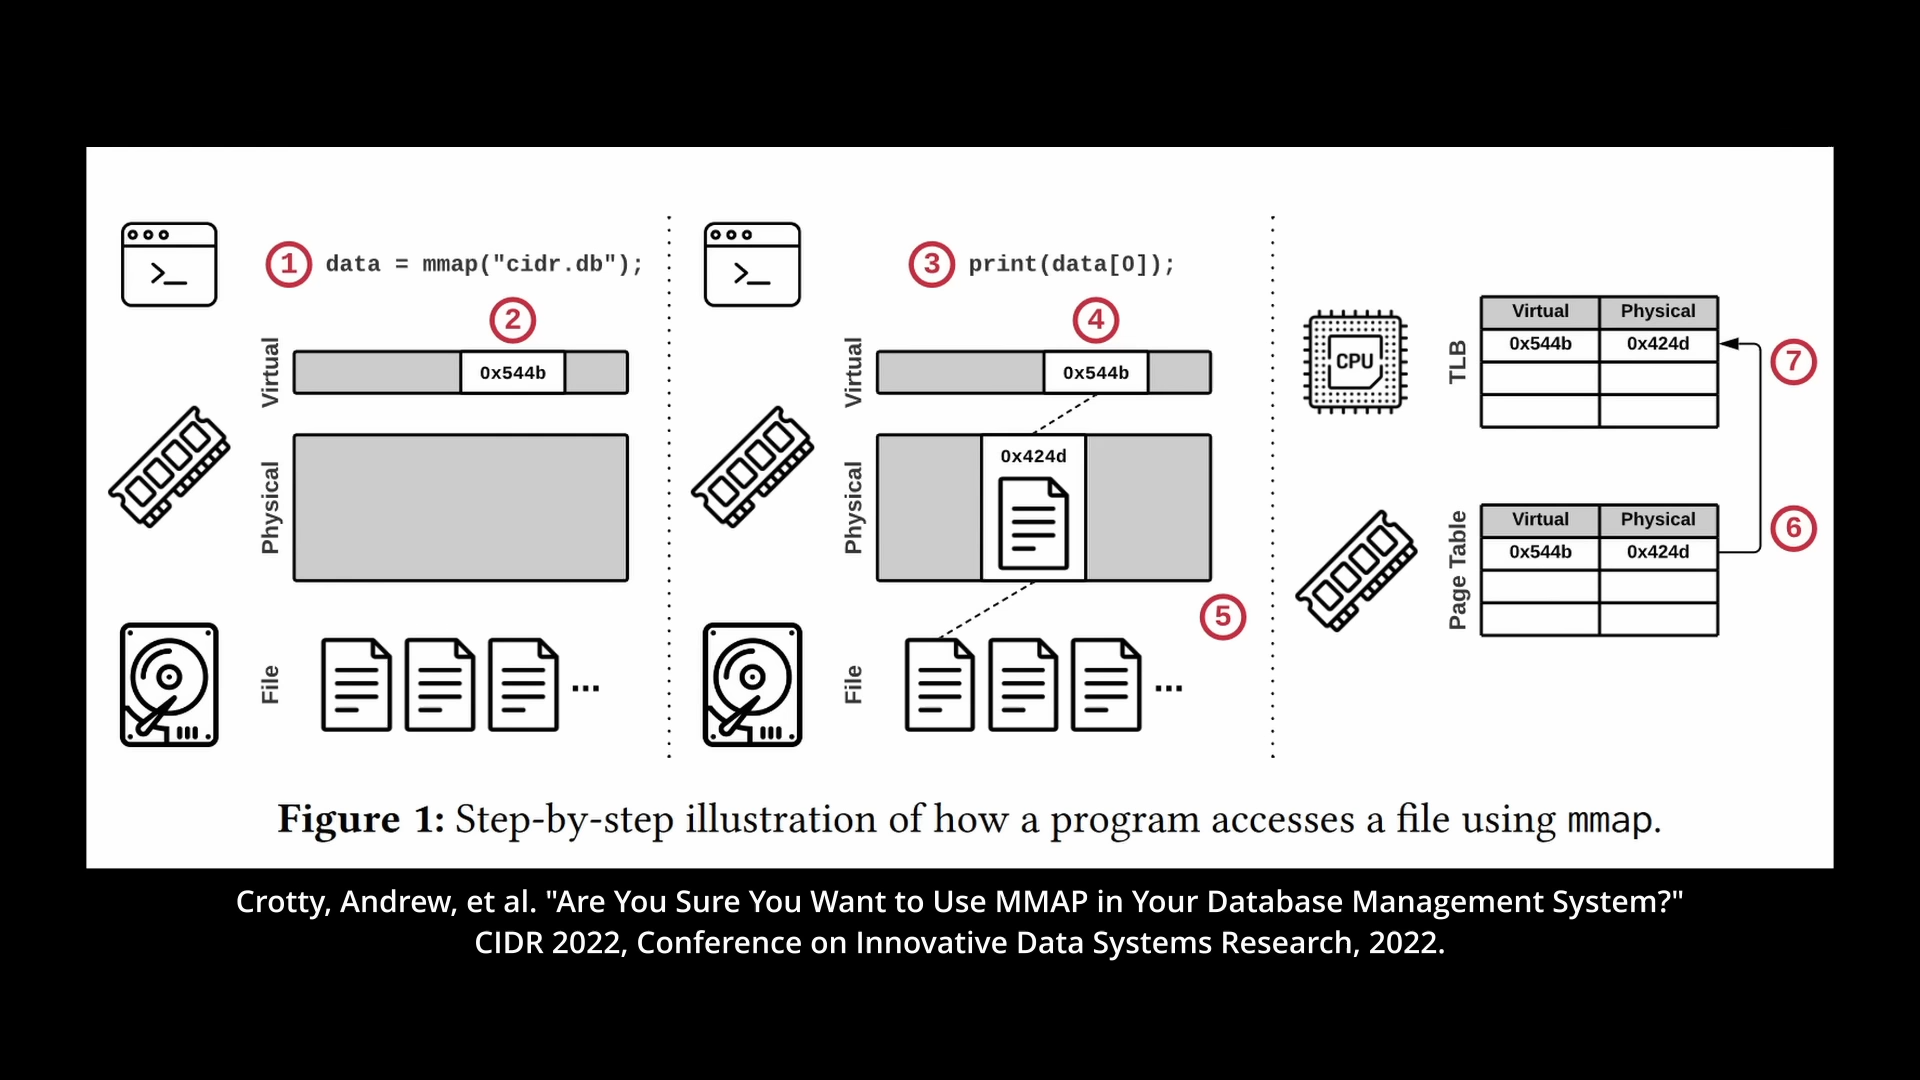 1 data = mmap("cidr.db");
2
Virtual
0x544b
Physical
File
...
3 print(data[0]);
4
Virtual
0x544b
Physical
0x424d
5
File
...
CPU
TLB
Virtual Physical
0x544b 0x424d
7
Page Table
Virtual Physical
0x544b 0x424d
6
Figure 1: Step-by-step illustration of how a program accesses a file using mmap.
Crotty, Andrew, et al. "Are You Sure You Want to Use MMAP in Your Database Management System?"
CIDR 2022, Conference on Innovative Data Systems Research, 2022.